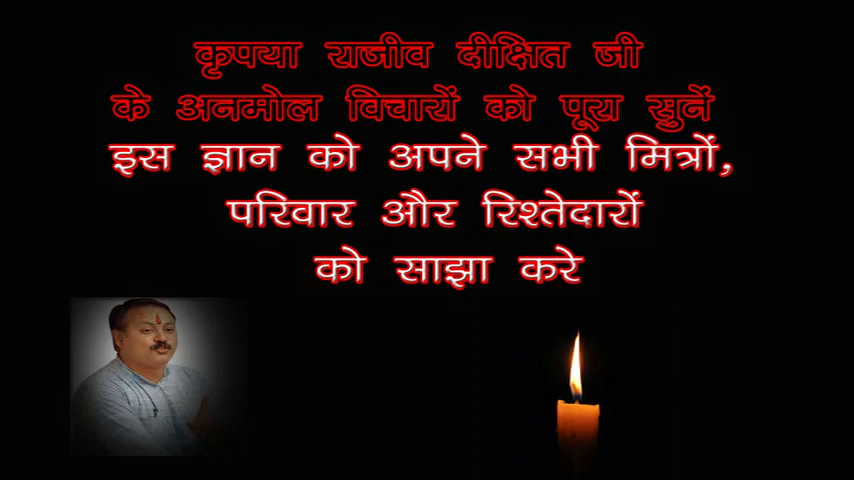 कृपया राजीव दीक्षित जी
के अनमोल विचारों को पूरा सुनें
इस ज्ञान को अपने सभी मित्रों,
परिवार और रिश्तेदारों
को साझा करे